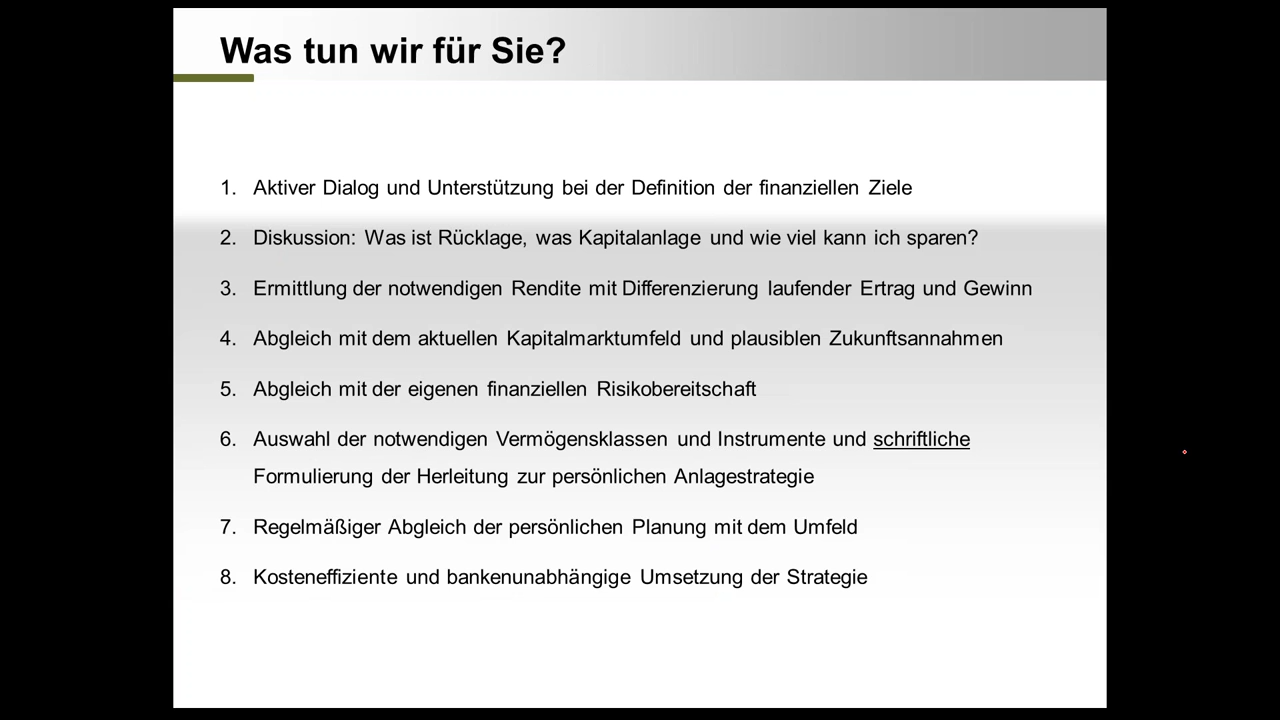 Was tun wir für Sie?
1. Aktiver Dialog und Unterstützung bei der Definition der finanziellen Ziele
2. Diskussion: Was ist Rücklage, was Kapitalanlage und wie viel kann ich sparen?
3. Ermittlung der notwendigen Rendite mit Differenzierung laufender Ertrag und Gewinn
4. Abgleich mit dem aktuellen Kapitalmarktumfeld und plausiblen Zukunftsannahmen
5. Abgleich mit der eigenen finanziellen Risikobereitschaft
6. Auswahl der notwendigen Vermögensklassen und Instrumente und schriftliche
Formulierung der Herleitung zur persönlichen Anlagestrategie
7. Regelmäßiger Abgleich der persönlichen Planung mit dem Umfeld
8. Kosteneffiziente und bankenunabhängige Umsetzung der Strategie